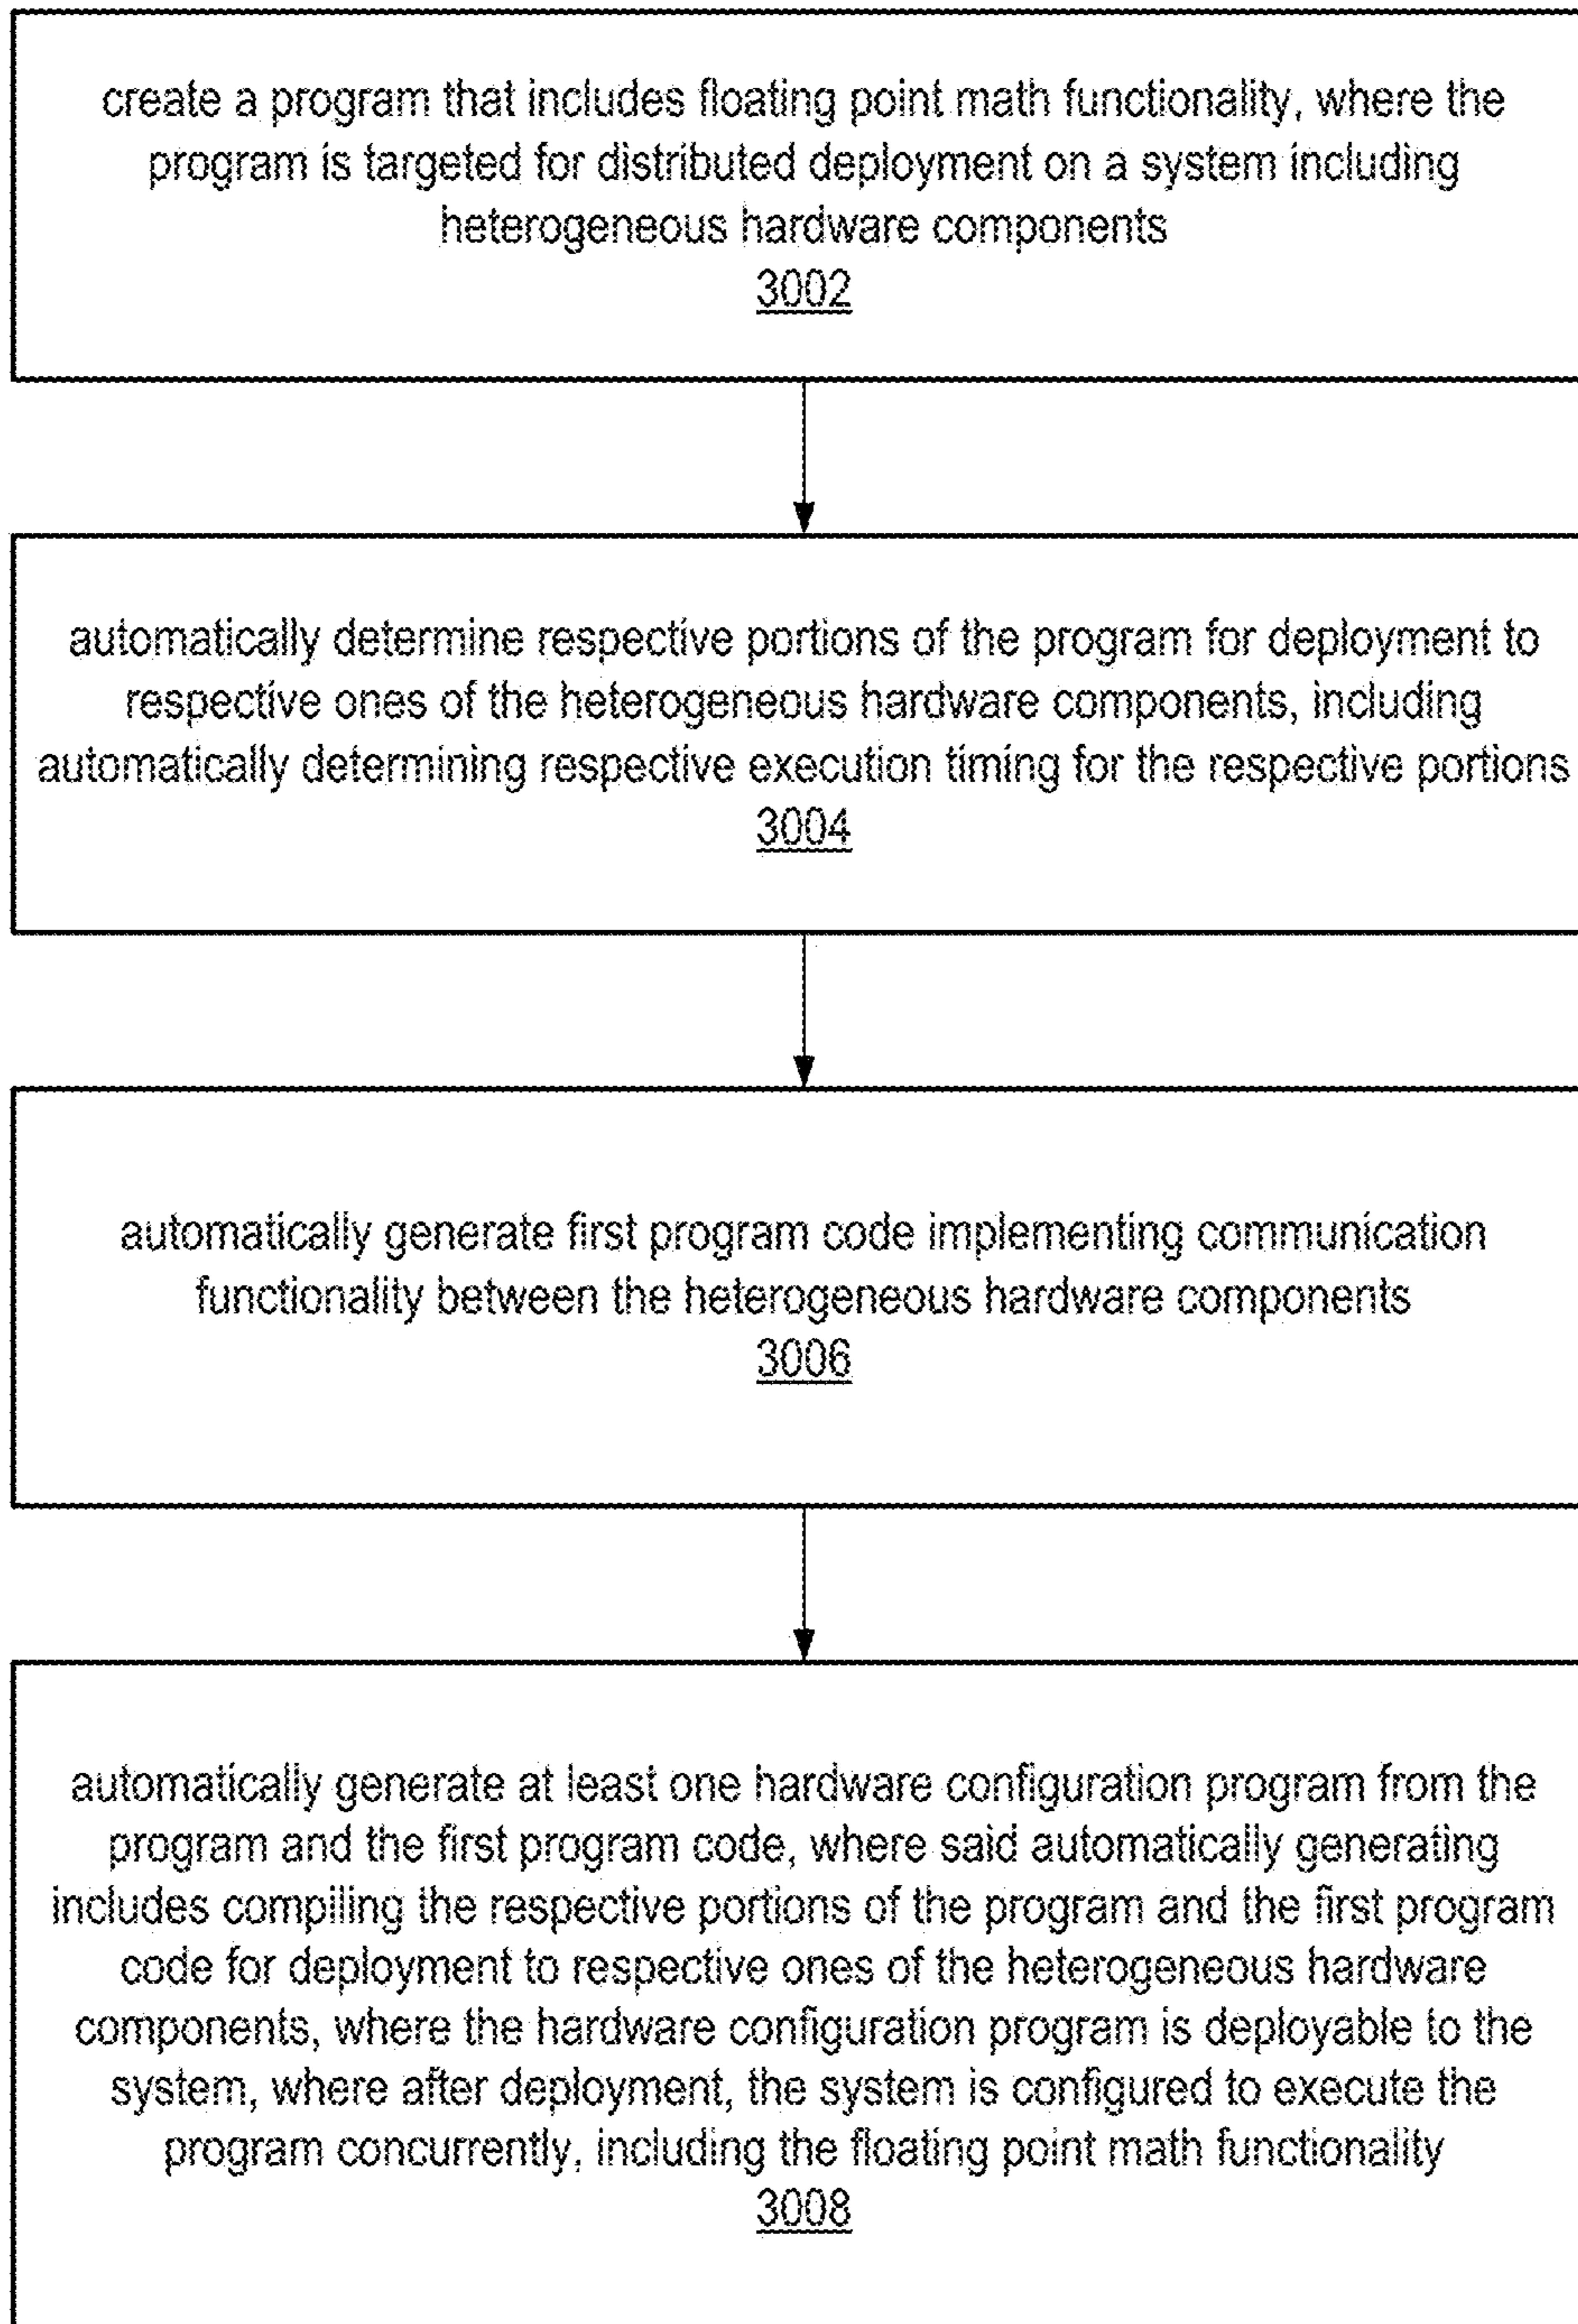 create a program that includes floating point math functionality, where the
program is targeted for distributed deployment on a system including
heterogeneous hardware components
3002
automatically determine respective portions of the program for deployment to
respective ones of the heterogeneous hardware components, including
automatically determining respective execution timing for the respective portions
3004
automatically generate first program code implementing communication
functionality between the heterogeneous hardware components
3006
automatically generate at least one hardware configuration program from the
program and the first program code, where said automatically generating
includes compiling the respective portions of the program and the first program
code for deployment to respective ones of the heterogeneous hardware
components, where the hardware configuration program is deployable to the
system, where after deployment, the system is configured to execute the
program concurrently, including the floating point math functionality
3008